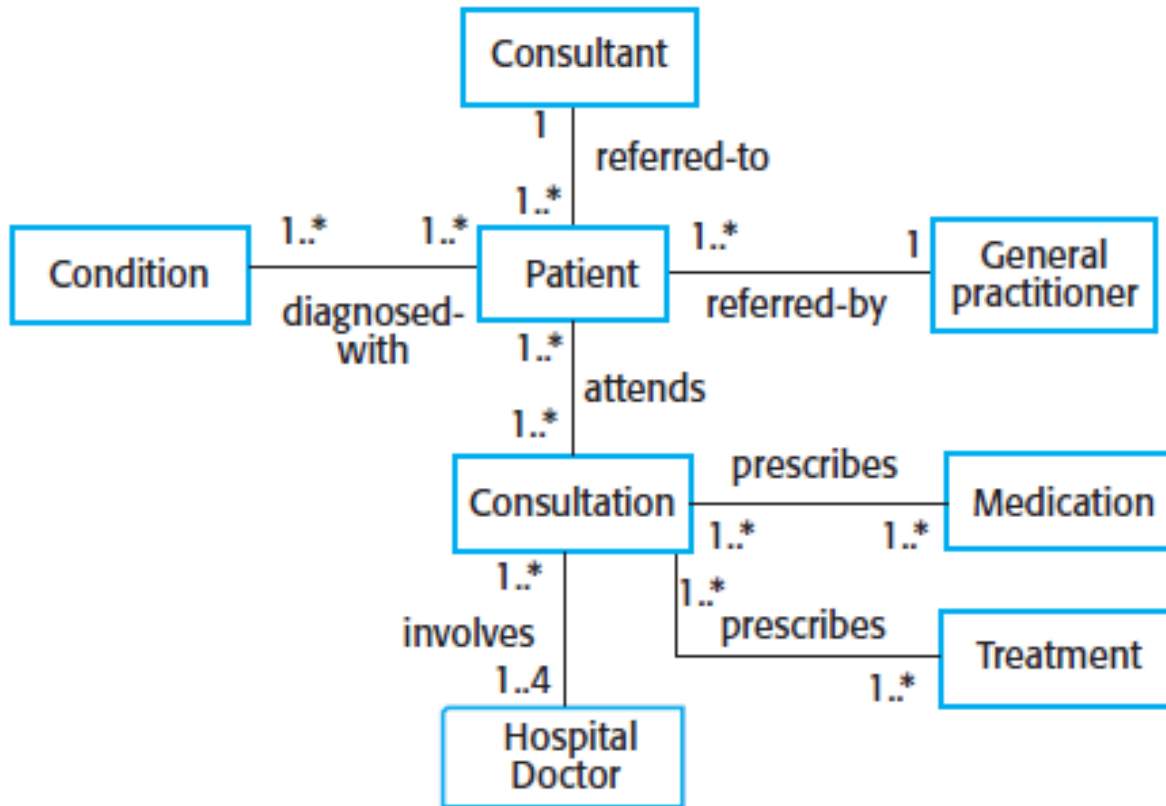 Consultant
1
referred-to
1..*
1..*
1..*
1..*
1
Condition
Patient
General
practitioner
diagnosed-
with
referred-by
1..*
attends
1..*
prescribes
Consultation
Medication
1..*
1..*
1..*
1..*
involves
prescribes
1..4
1..*
Treatment
Hospital
Doctor